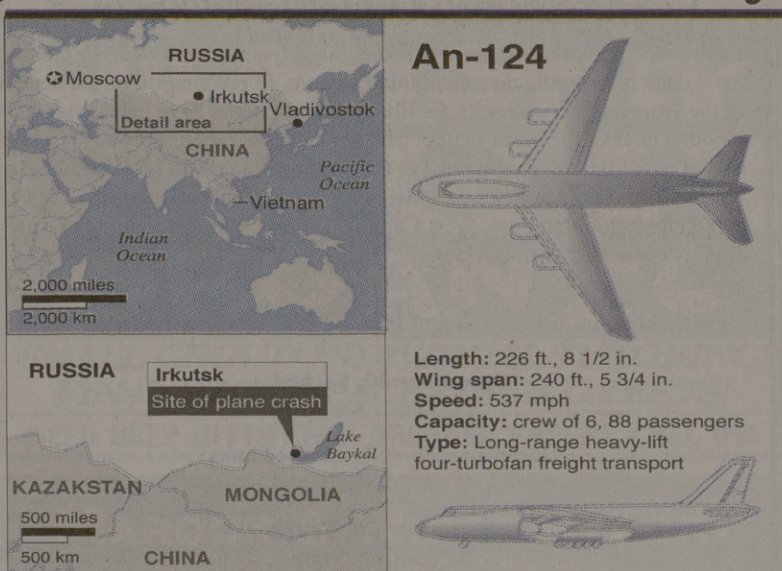 RUSSIA
Moscow
Irkutsk
Vladivostok
Detail area
CHINA
Pacific
Ocean
Vietnam
Indian
Ocean
2,000 miles
2,000 km
RUSSIA
Irkutsk
Site of plane crash
Lake
Baykal
KAZAKSTAN
MONGOLIA
500 miles
500 km
CHINA
An-124
Length: 226 ft., 8 1/2 in.
Wing span: 240 ft., 5 3/4 in.
Speed: 537 mph
Capacity: crew of 6, 88 passengers
Type: Long-range heavy-lift
four-turbofan freight transport